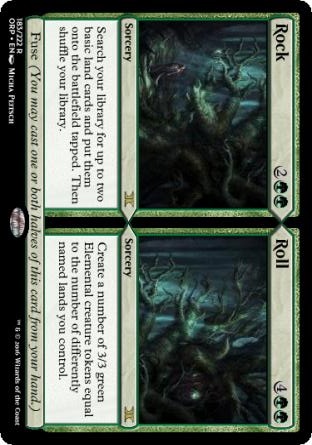 Rock
2
Sorcery
Search your library for up to two
basic land cards and put them
onto the battlefield tapped. Then
shuffle your library.
Roll
4
Sorcery
Create a number of 3/3 green
Elemental creature tokens equal
to the number of differently
named lands you control.
Fuse (You may cast one or both halves of this card from your hand.)
183/222 R
ORP • EN MICHA PEITSCH
™ & © 2016 Wizards of the Coast